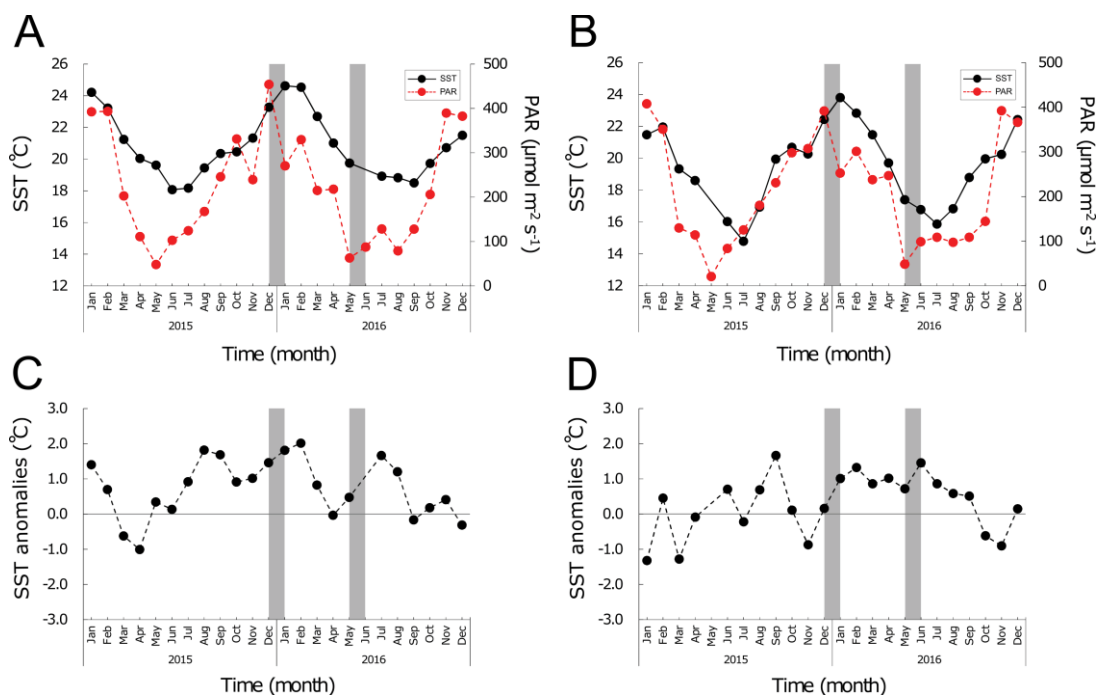 A
26
24
22
20
18
16
14
12
SST (℃)
500
400
300
200
100
0
PAR (μmol m⁻² s⁻¹)
SST
PAR
Jan Feb Mar Apr May Jun Jul Aug Sep Oct Nov Dec Jan Feb Mar Apr May Jun Jul Aug Sep Oct Nov Dec
2015 2016
Time (month)
B
26
24
22
20
18
16
14
12
SST (℃)
500
400
300
200
100
0
PAR (μmol m⁻² s⁻¹)
SST
PAR
Jan Feb Mar Apr May Jun Jul Aug Sep Oct Nov Dec Jan Feb Mar Apr May Jun Jul Aug Sep Oct Nov Dec
2015 2016
Time (month)
C
3.0
2.0
1.0
0.0
-1.0
-2.0
-3.0
SST anomalies (℃)
Jan Feb Mar Apr May Jun Jul Aug Sep Oct Nov Dec Jan Feb Mar Apr May Jun Jul Aug Sep Oct Nov Dec
2015 2016
Time (month)
D
3.0
2.0
1.0
0.0
-1.0
-2.0
-3.0
SST anomalies (℃)
Jan Feb Mar Apr May Jun Jul Aug Sep Oct Nov Dec Jan Feb Mar Apr May Jun Jul Aug Sep Oct Nov Dec
2015 2016
Time (month)